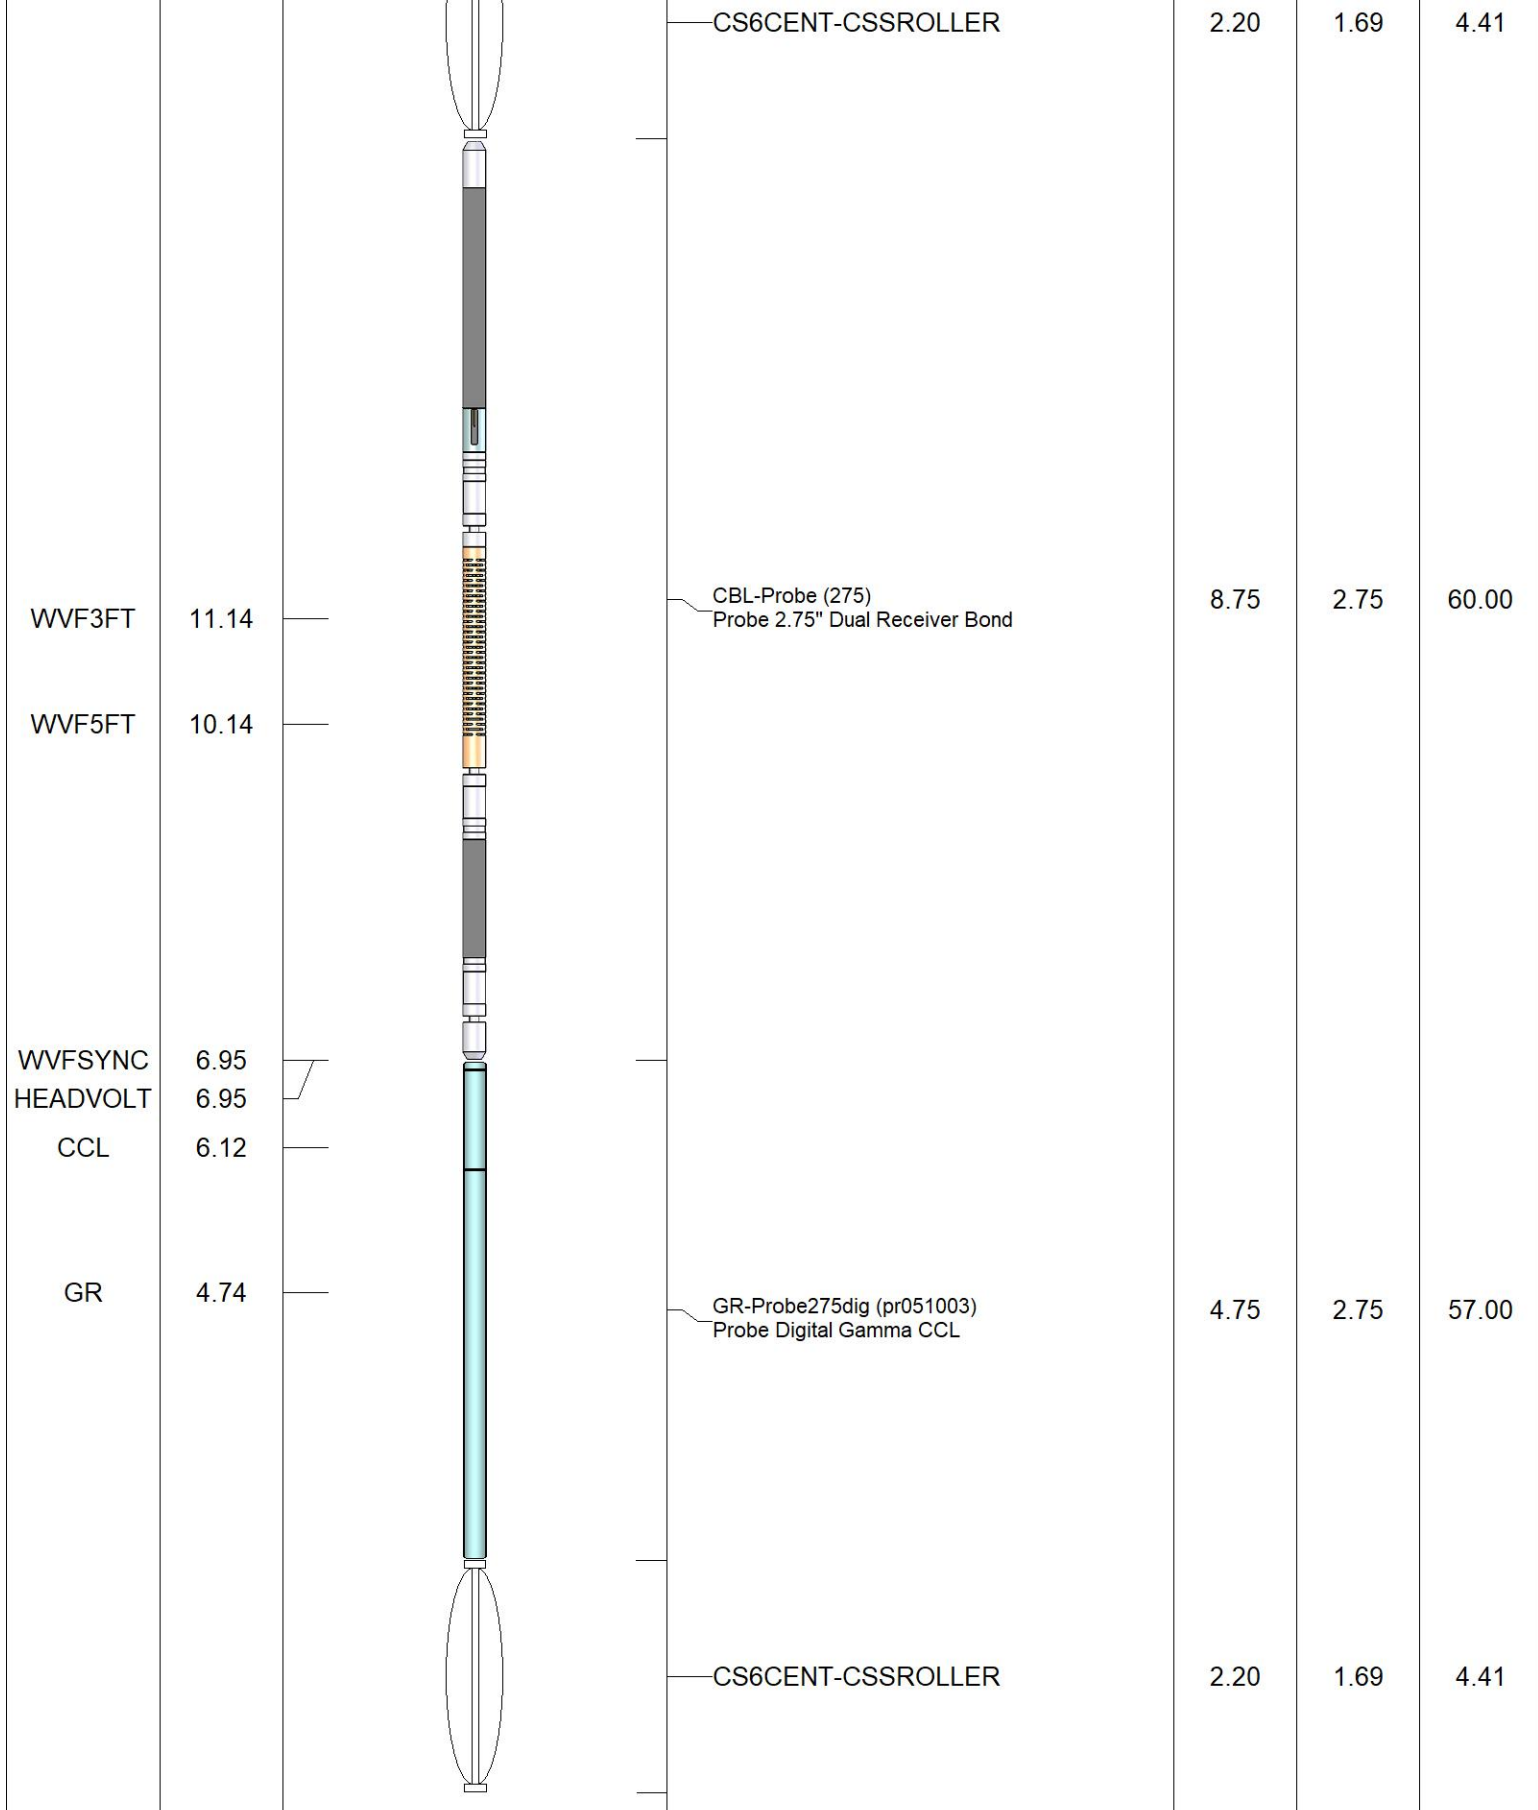 CS6CENT-CSSROLLER 2.20 1.69 4.41
CBL-Probe (275)
Probe 2.75" Dual Receiver Bond
8.75 2.75 60.00
WVF3FT 11.14
WVF5FT 10.14
WVFSYNC 6.95
HEADVOLT 6.95
CCL 6.12
GR 4.74
GR-Probe275dig (pr051003)
Probe Digital Gamma CCL
4.75 2.75 57.00
CS6CENT-CSSROLLER 2.20 1.69 4.41